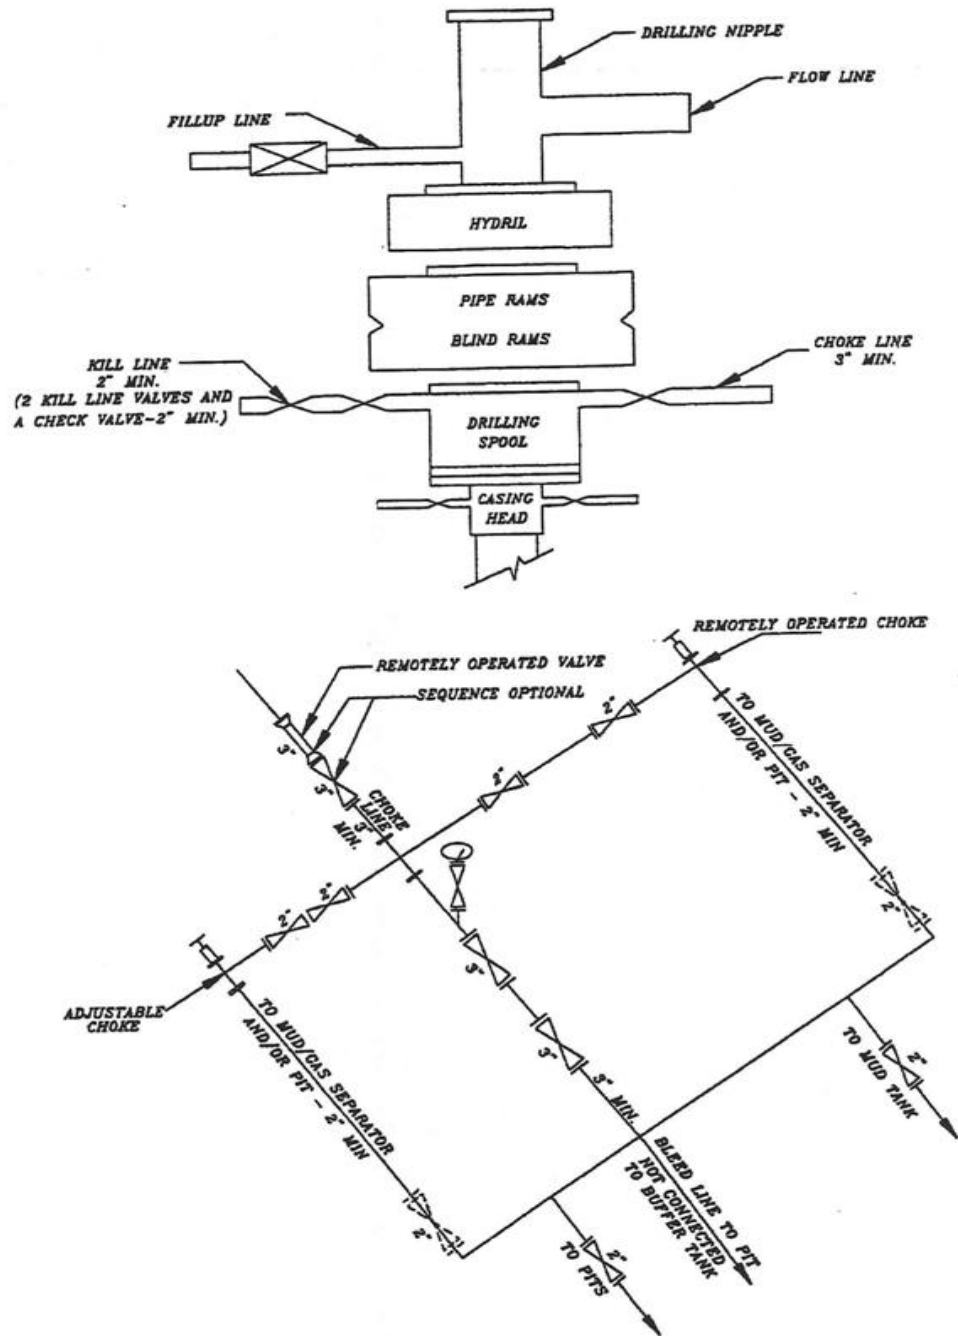 DRILLING NIPPLE
FLOW LINE
FILLUP LINE
HYDRIL
PIPE RAMS
BLIND RAMS
KILL LINE
2" MIN.
(2 KILL LINE VALVES AND
A CHECK VALVE-2" MIN.)
CHOKE LINE
3" MIN.
DRILLING
SPOOL
CASING
HEAD
REMOTELY OPERATED CHOKE
REMOTELY OPERATED VALVE
SEQUENCE OPTIONAL
3"
3"
CHOKE
LINE
3"
MIN.
2"
2"
TO MUD/GAS SEPARATOR
AND/OR PIT - 2" MIN
2"
2"
2"
ADJUSTABLE
CHOKE
TO MUD/GAS SEPARATOR
AND/OR PIT - 2" MIN
2"
3"
3"
3" MIN.
BLEED LINE TO PIT
NOT CONNECTED
TO BUFFER TANK
2"
TO MUD TANK
2"
TO PITS